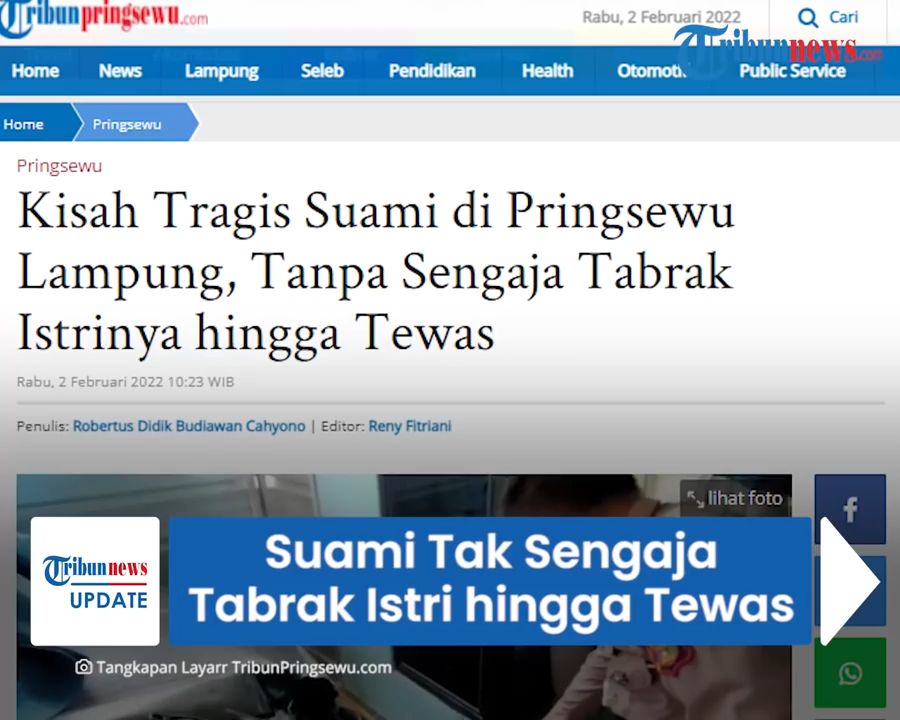 Tribunpringsewu.com
Rabu, 2 Februari 2022
Cari
Tribunnews.com
Home News Lampung Seleb Pendidikan Health Otomotif Public Service
Home Pringsewu
Pringsewu
Kisah Tragis Suami di Pringsewu
Lampung, Tanpa Sengaja Tabrak
Istrinya hingga Tewas
Rabu, 2 Februari 2022 10:23 WIB
Penulis: Robertus Didik Budiawan Cahyono | Editor: Reny Fitriani
lihat foto
f
Tribunnews
UPDATE
Suami Tak Sengaja
Tabrak Istri hingga Tewas
Tangkapan Layarr TribunPringsewu.com